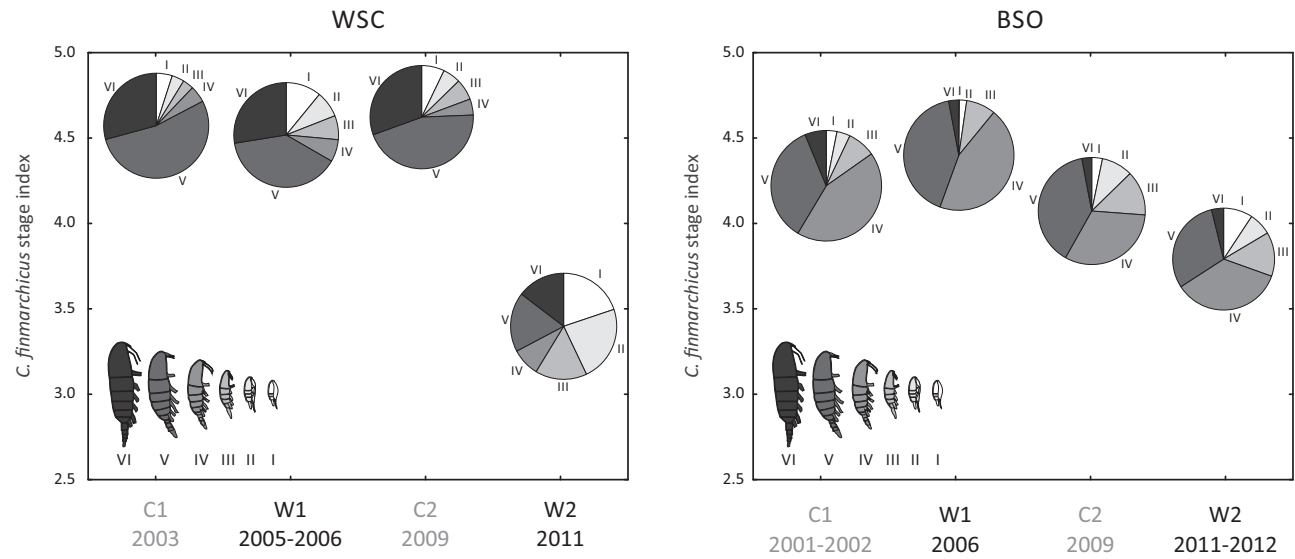 WSC
C. finmarchicus stage index
5.0
4.5
4.0
3.5
3.0
2.5
I
II
III
IV
V
VI
I
II
III
IV
V
VI
I
II
III
IV
V
VI
I
II
III
IV
V
VI
VI V IV III II I
C1 W1 C2 W2
2003 2005-2006 2009 2011
BSO
C. finmarchicus stage index
5.0
4.5
4.0
3.5
3.0
2.5
I
II
III
IV
V
VI
I
II
III
IV
V
VI
I
II
III
IV
V
VI
I
II
III
IV
V
VI
VI V IV III II I
C1 W1 C2 W2
2001-2002 2006 2009 2011-2012